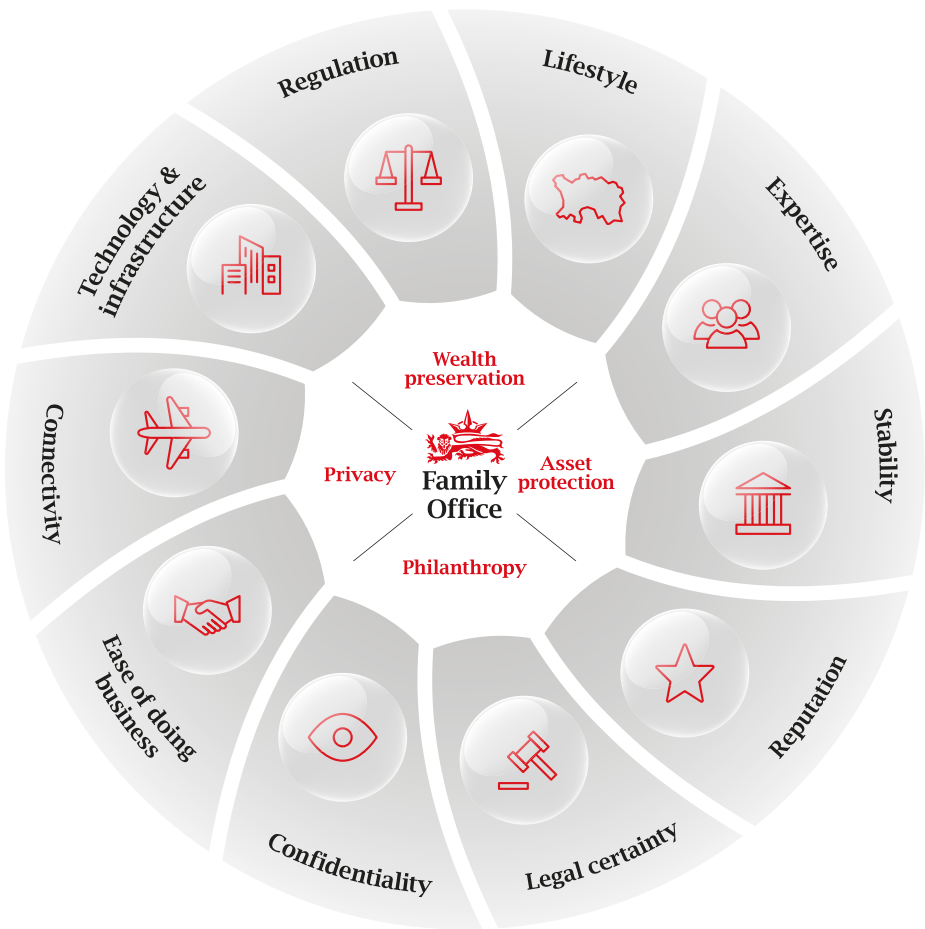 Regulation
Lifestyle
Expertise
Stability
Reputation
Legal certainty
Confidentiality
Ease of doing
business
Connectivity
Technology &
infrastructure
Wealth
preservation
Privacy
Family
Office
Asset
protection
Philanthropy